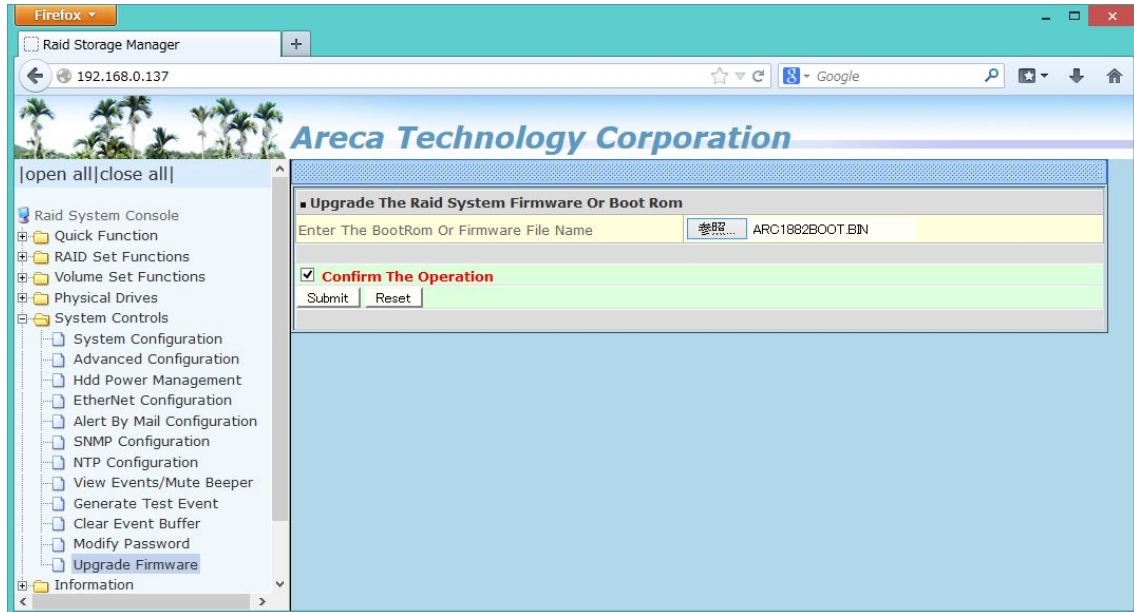 Firefox
Raid Storage Manager
192.168.0.137
Google
Areca Technology Corporation
|open all|close all|
Raid System Console
Quick Function
RAID Set Functions
Volume Set Functions
Physical Drives
System Controls
System Configuration
Advanced Configuration
Hdd Power Management
EtherNet Configuration
Alert By Mail Configuration
SNMP Configuration
NTP Configuration
View Events/Mute Beeper
Generate Test Event
Clear Event Buffer
Modify Password
Upgrade Firmware
Information
Upgrade The Raid System Firmware Or Boot Rom
Enter The BootRom Or Firmware File Name 参照... ARC1882BOOT.BIN
Confirm The Operation
Submit Reset